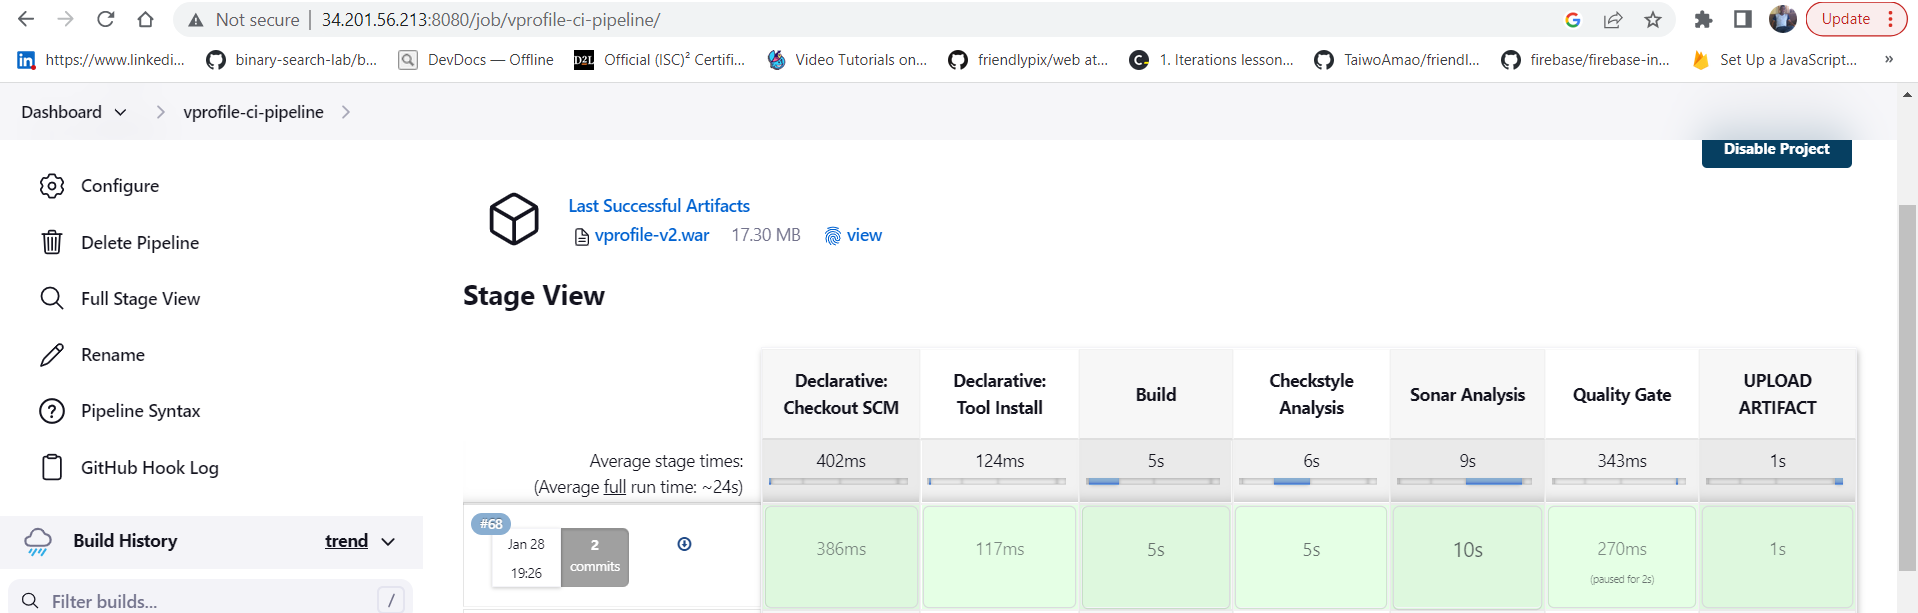 Not secure | 34.201.56.213:8080/job/vprofile-ci-pipeline/
Update
https://www.linkedi...
binary-search-lab/b...
DevDocs — Offline
D2L
Official (ISC)² Certifi...
Video Tutorials on...
friendlypix/web at...
1. Iterations lesson...
TaiwoAmao/friendl...
firebase/firebase-in...
Set Up a JavaScript...
»
Dashboard
vprofile-ci-pipeline
Disable Project
Configure
Delete Pipeline
Full Stage View
Rename
Pipeline Syntax
GitHub Hook Log
Build History
trend
Filter builds...
/
Last Successful Artifacts
vprofile-v2.war 17.30 MB view
Stage View
Declarative:
Checkout SCM
Declarative:
Tool Install
Build
Checkstyle
Analysis
Sonar Analysis
Quality Gate
UPLOAD
ARTIFACT
Average stage times:
(Average full run time: ~24s)
402ms
124ms
5s
6s
9s
343ms
1s
#68
Jan 28
19:26
2
commits
386ms
117ms
5s
5s
10s
270ms
(paused for 2s)
1s